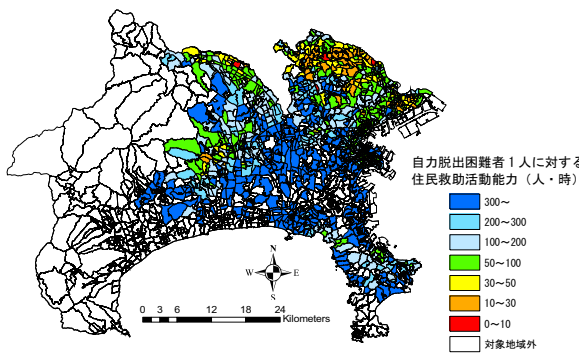 自力脱出困難者1人に対する
住民救助活動能力（人・時）
300～
200～300
100～200
50～100
30～50
10～30
0～10
対象地域外
N
W E
S
0 3 6 12 18 24
Kilometers